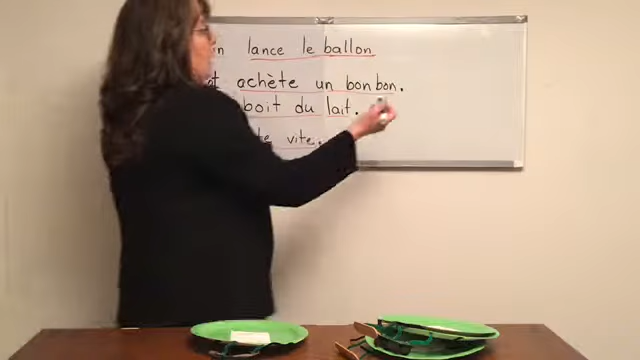 lance le ballon
achète un bonbon.
boit du lait.
vite.